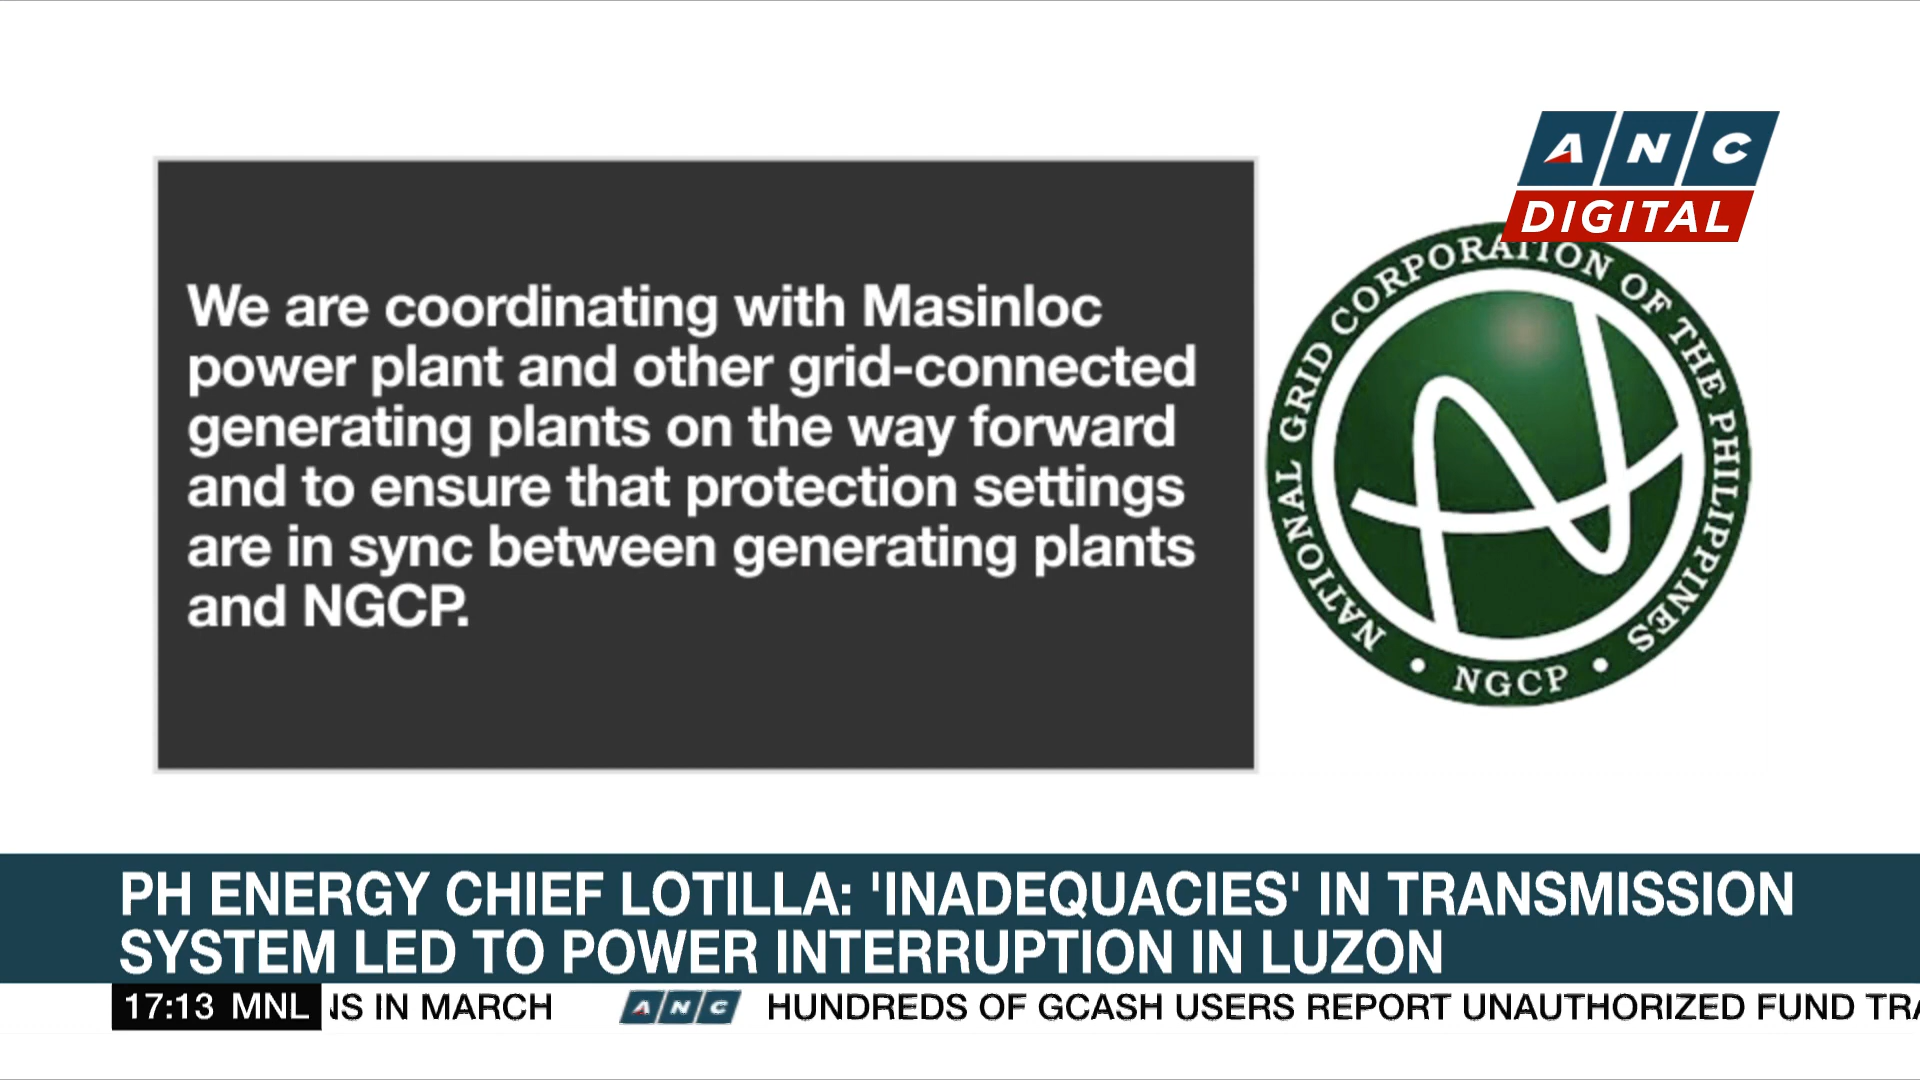 ANC
DIGITAL
We are coordinating with Masinloc
power plant and other grid-connected
generating plants on the way forward
and to ensure that protection settings
are in sync between generating plants
and NGCP.
NATIONAL GRID CORPORATION OF THE PHILIPPINES
• NGCP •
PH ENERGY CHIEF LOTILLA: 'INADEQUACIES' IN TRANSMISSION
SYSTEM LED TO POWER INTERRUPTION IN LUZON
17:13 MNL IN MARCH ANC HUNDREDS OF GCASH USERS REPORT UNAUTHORIZED FUND